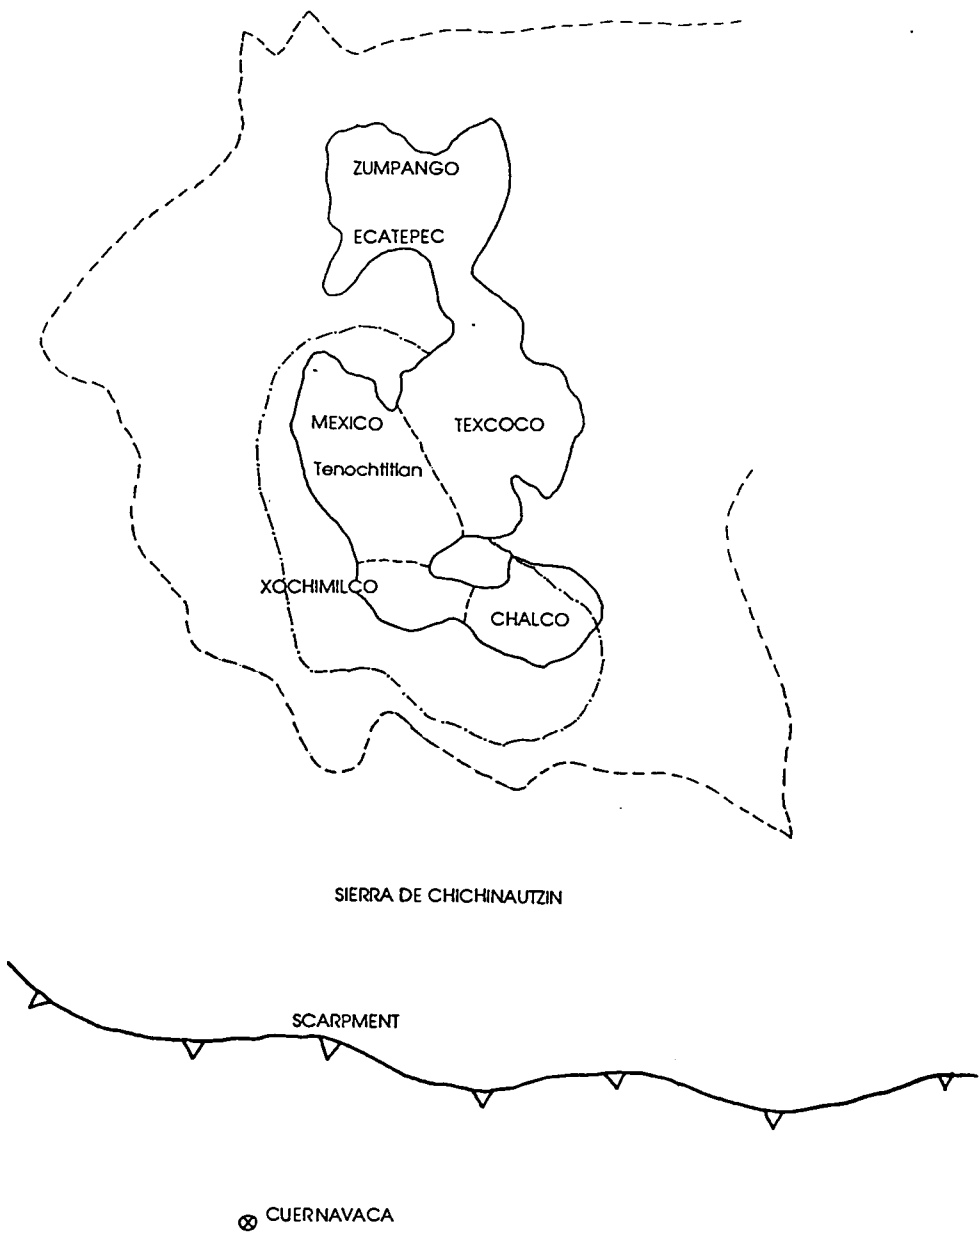 ZUMPANGO
ECATEPEC
MEXICO
TEXCOCO
Tenochtitlan
XOCHIMILCO
CHALCO
SIERRA DE CHICHINAUTZIN
SCARPMENT
CUERNAVACA